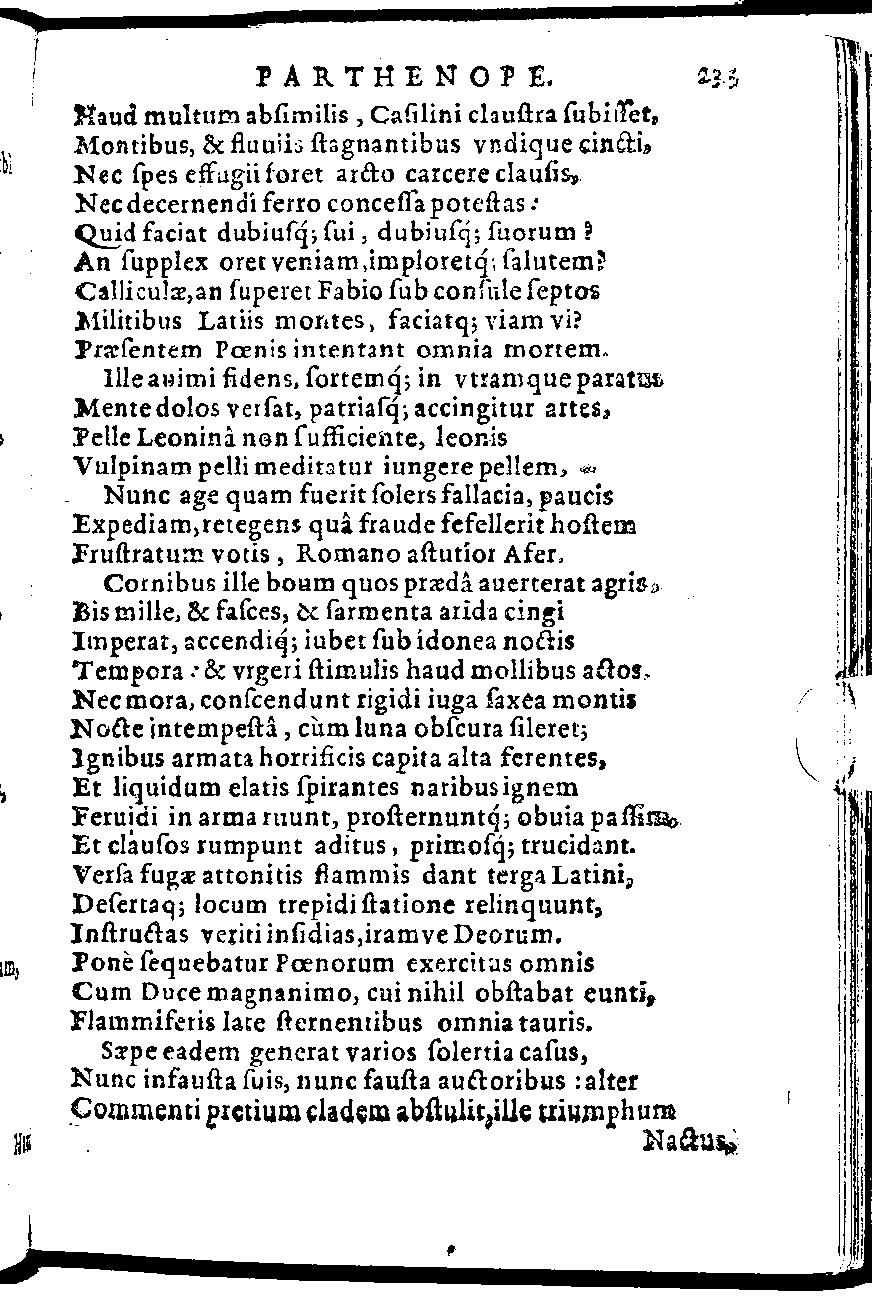 PARTHENOPE. 235
Haud multum absimilis, Casilini claustra subisset,
Montibus, & fluuiis stagnantibus vndique cincti,
Nec spes effugii foret arcto carcere clausis,
Nec decernendi ferro concessa potestas:
Quid faciat dubiusq́; sui, dubiusq́; suorum?
An supplex oret veniam, imploretq́; salutem?
Calliculæ, an superet Fabio sub consule septos
Militibus Latiis montes, faciatq; viam vi?
Præsentem Pœnis intentant omnia mortem.
Ille animi fidens, sortemq́; in vtramque paratus
Mente dolos versat, patriasq́; accingitur artes,
Pelle Leoninâ non sufficiente, leonis
Vulpinam pelli meditatur iungere pellem,
Nunc age quam fuerit solers fallacia, paucis
Expediam, retegens quâ fraude fefellerit hostem
Frustratum votis, Romano astutior Afer.
Cornibus ille boum quos prædâ auerterat agris,
Bis mille, & fasces, & sarmenta arida cingi
Imperat, accendiq́; iubet sub idonea noctis
Tempora: & vrgeri stimulis haud mollibus actos.
Nec mora, conscendunt rigidi iuga saxea montis
Nocte intempestâ, cùm luna obscura sileret;
Ignibus armata horrificis capita alta ferentes,
Et liquidum elatis spirantes naribus ignem
Feruidi in arma ruunt, prosternuntq́; obuia passim,
Et clausos rumpunt aditus, primosq́; trucidant.
Versa fugæ attonitis flammis dant terga Latini,
Desertaq; locum trepidi statione relinquunt,
Instructas veriti insidias, iramve Deorum.
Ponè sequebatur Pœnorum exercitus omnis
Cum Duce magnanimo, cui nihil obstabat eunti,
Flammiferis late sternentibus omnia tauris.
Sæpe eadem generat varios solertia casus,
Nunc infausta suis, nunc fausta auctoribus: alter
Commenti pretium cladem abstulit, ille triumphum
Nactus,